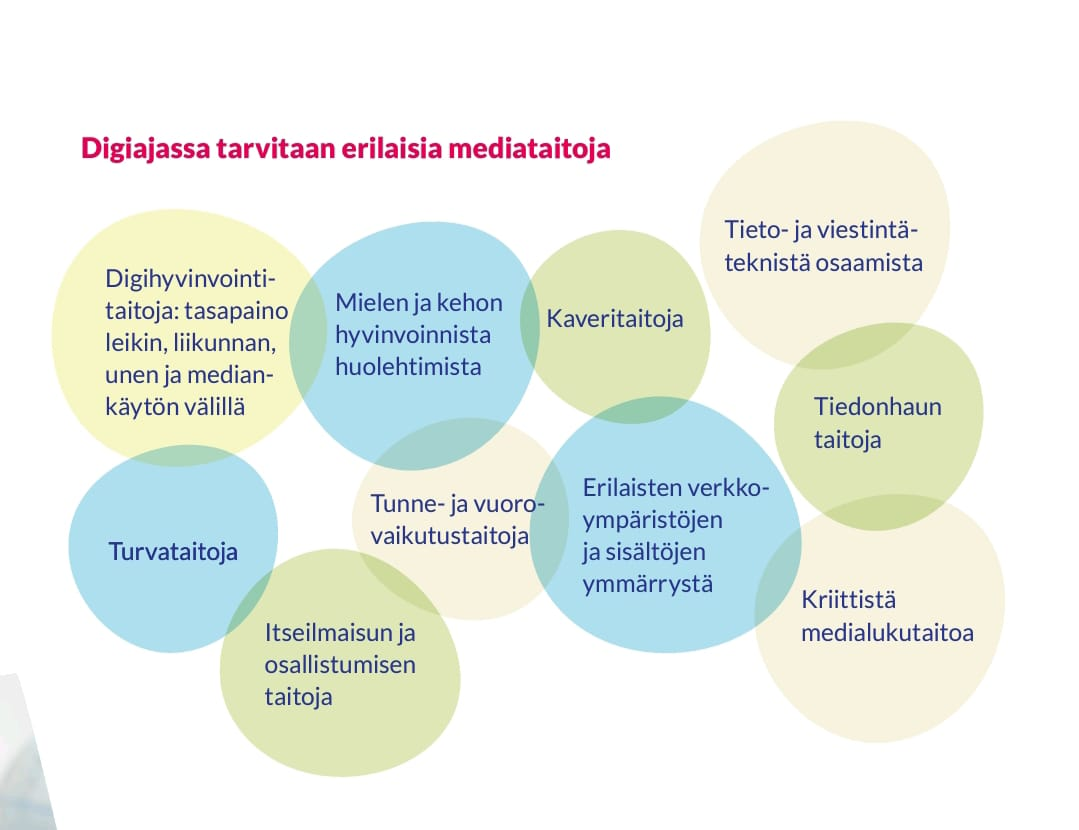 Digiajassa tarvitaan erilaisia mediataitoja
Digihyvinvointi-
taitoja: tasapaino
leikin, liikunnan,
unen ja median-
käytön välillä
Mielen ja kehon
hyvinvoinnista
huolehtimista
Kaveritaitoja
Tieto- ja viestintä-
teknistä osaamista
Tiedonhaun
taitoja
Turvataitoja
Tunne- ja vuoro-
vaikutustaitoja
Erilaisten verkko-
ympäristöjen
ja sisältöjen
ymmärrystä
Kriittistä
medialukutaitoa
Itseilmaisun ja
osallistumisen
taitoja